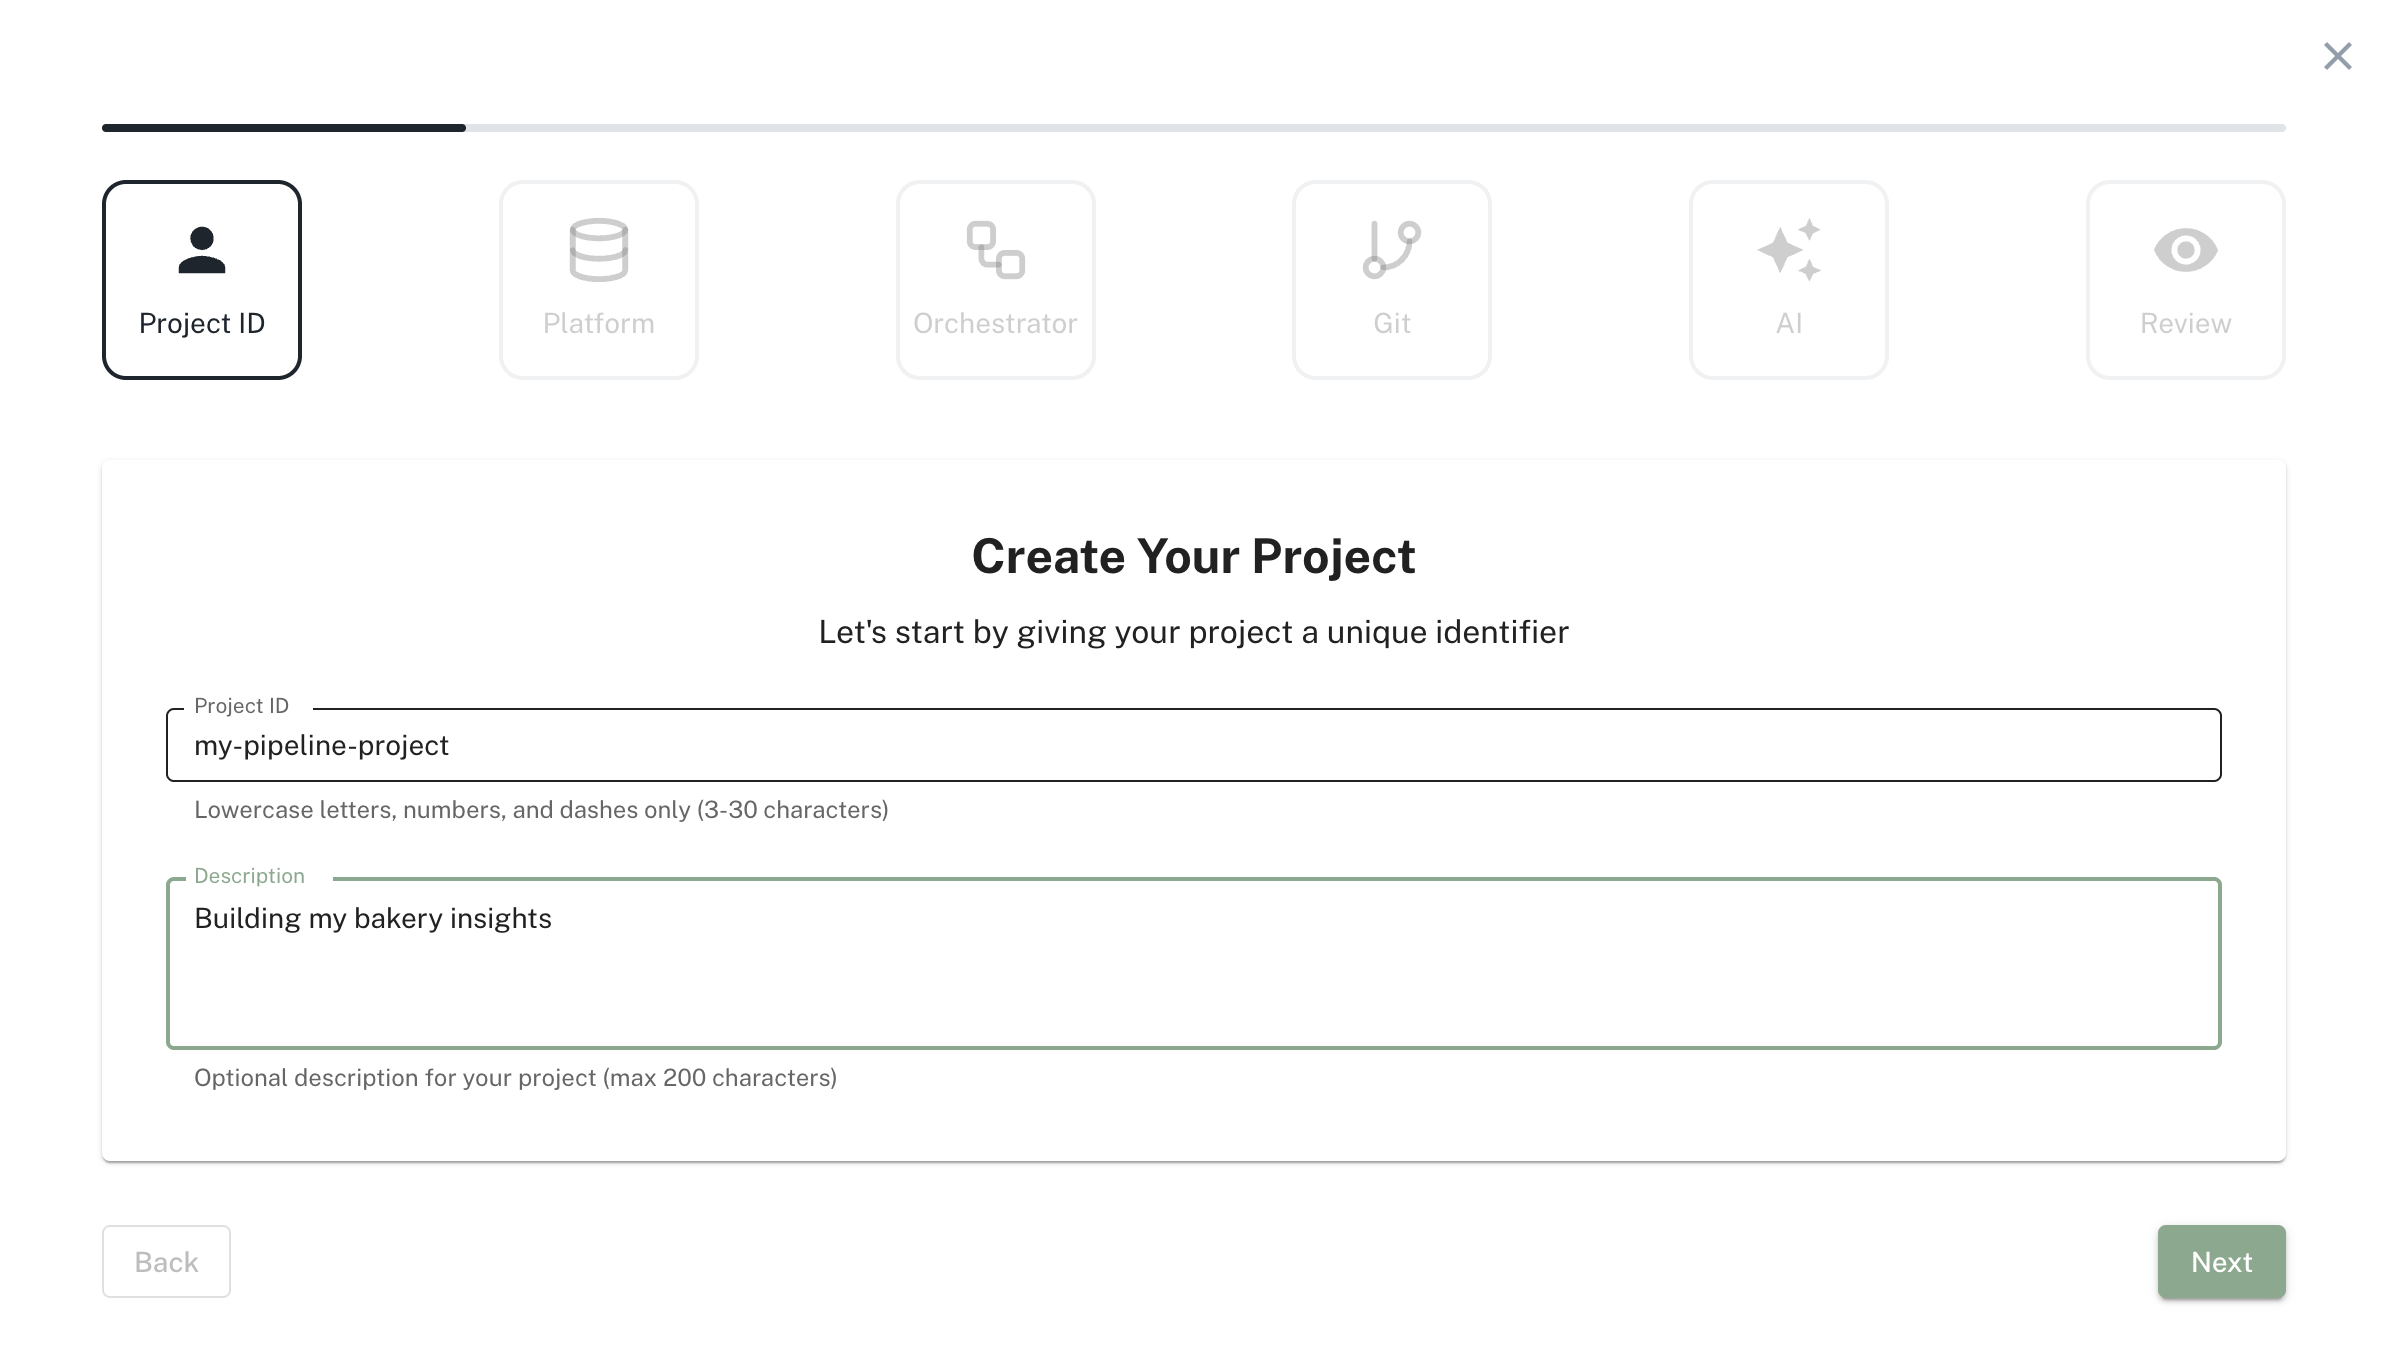 Project ID
Platform
Orchestrator
Git
AI
Review
Create Your Project
Let's start by giving your project a unique identifier
Project ID
my-pipeline-project
Lowercase letters, numbers, and dashes only (3-30 characters)
Description
Building my bakery insights
Optional description for your project (max 200 characters)
Back
Next